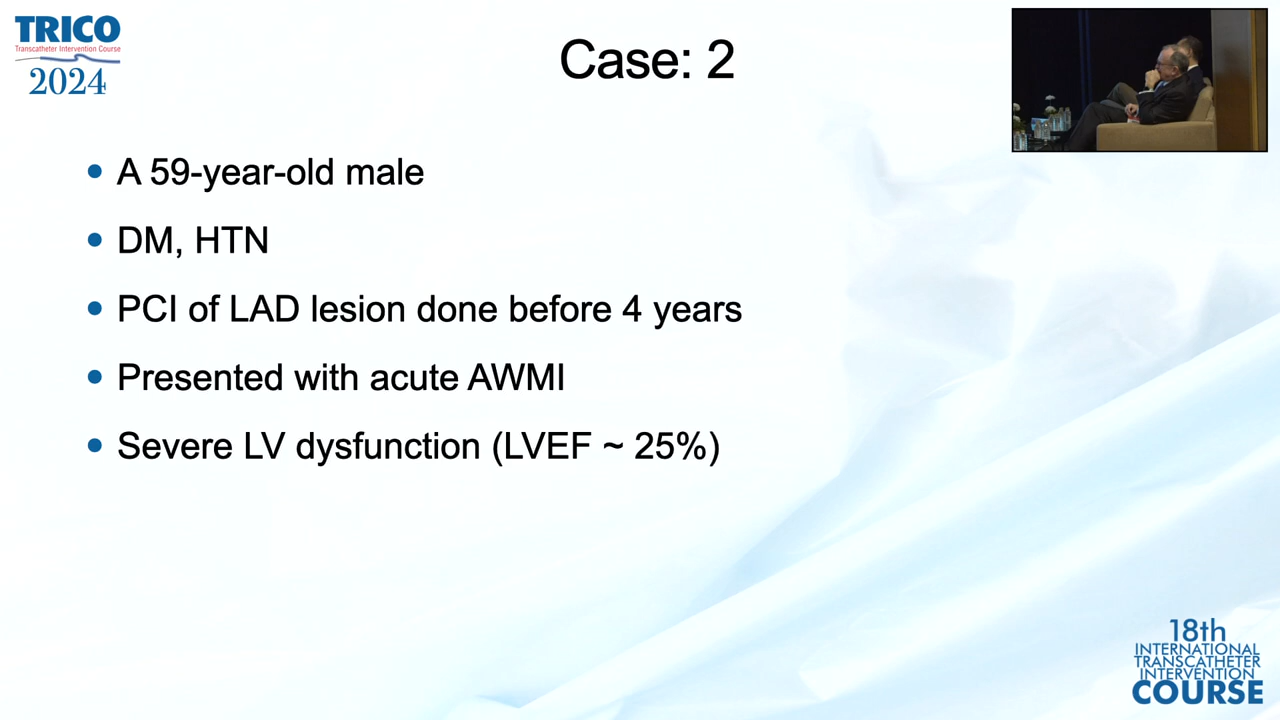 TRICO
Transcatheter Intervention Course
2024
Case: 2
A 59-year-old male
DM, HTN
PCI of LAD lesion done before 4 years
Presented with acute AWMI
Severe LV dysfunction (LVEF ~ 25%)
18th
INTERNATIONAL
TRANSCATHETER
INTERVENTION
COURSE